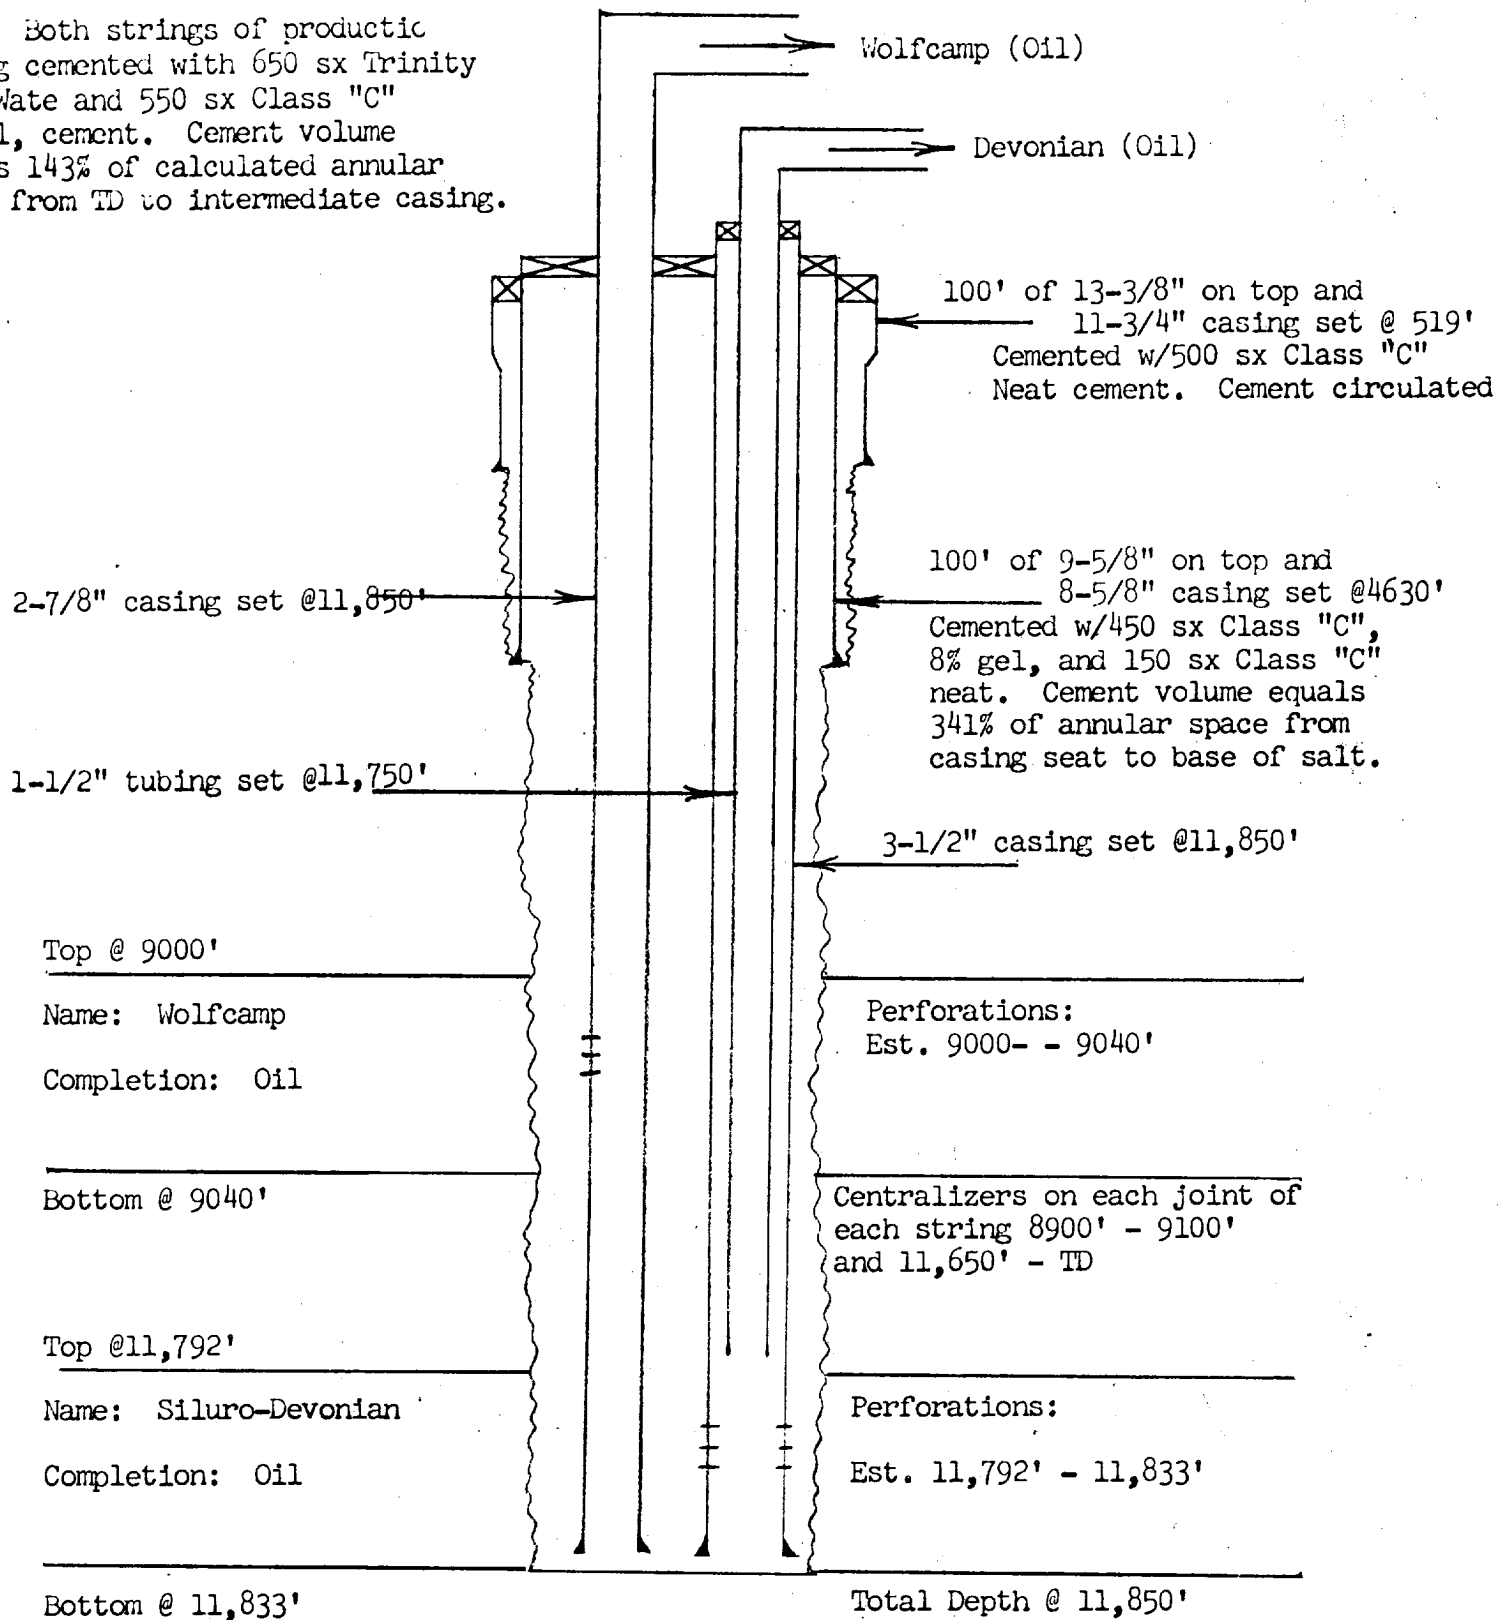 Both strings of productic
g cemented with 650 sx Trinity
Wate and 550 sx Class "C"
l, cement. Cement volume
s 143% of calculated annular
from TD to intermediate casing.
Wolfcamp (Oil)
Devonian (Oil)
100' of 13-3/8" on top and
11-3/4" casing set @ 519'
Cemented w/500 sx Class "C"
Neat cement. Cement circulated
2-7/8" casing set @11,850'
100' of 9-5/8" on top and
8-5/8" casing set @4630'
Cemented w/450 sx Class "C",
8% gel, and 150 sx Class "C"
neat. Cement volume equals
341% of annular space from
casing seat to base of salt.
1-1/2" tubing set @11,750'
3-1/2" casing set @11,850'
Top @ 9000'
Name: Wolfcamp
Completion: Oil
Perforations:
Est. 9000- - 9040'
Bottom @ 9040'
Centralizers on each joint of
each string 8900' - 9100'
and 11,650' - TD
Top @11,792'
Name: Siluro-Devonian
Completion: Oil
Perforations:
Est. 11,792' - 11,833'
Bottom @ 11,833'
Total Depth @ 11,850'